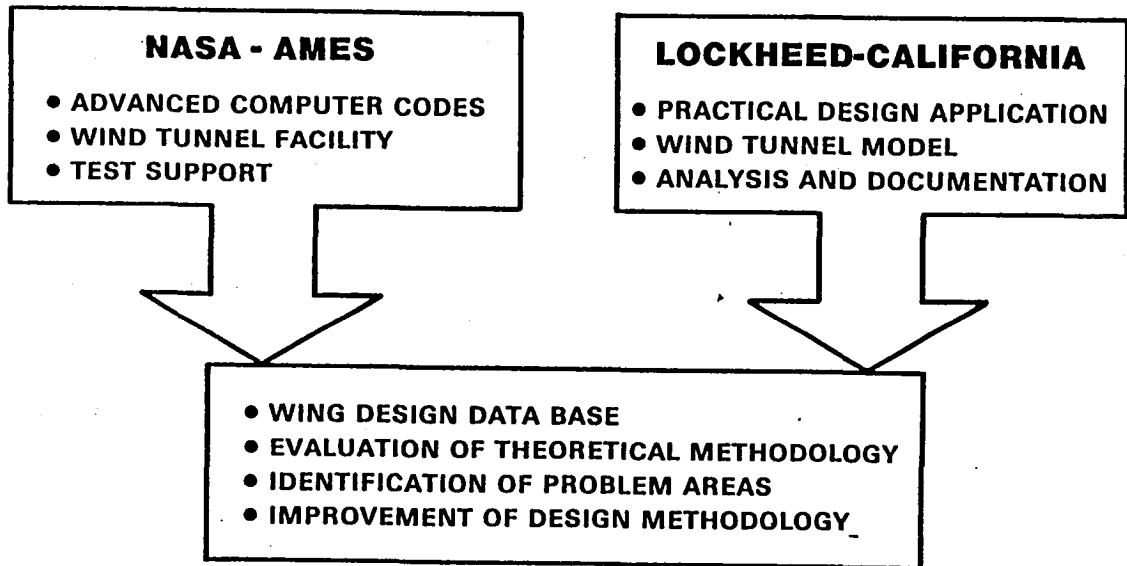 NASA - AMES
• ADVANCED COMPUTER CODES
• WIND TUNNEL FACILITY
• TEST SUPPORT
LOCKHEED-CALIFORNIA
• PRACTICAL DESIGN APPLICATION
• WIND TUNNEL MODEL
• ANALYSIS AND DOCUMENTATION
• WING DESIGN DATA BASE
• EVALUATION OF THEORETICAL METHODOLOGY
• IDENTIFICATION OF PROBLEM AREAS
• IMPROVEMENT OF DESIGN METHODOLOGY